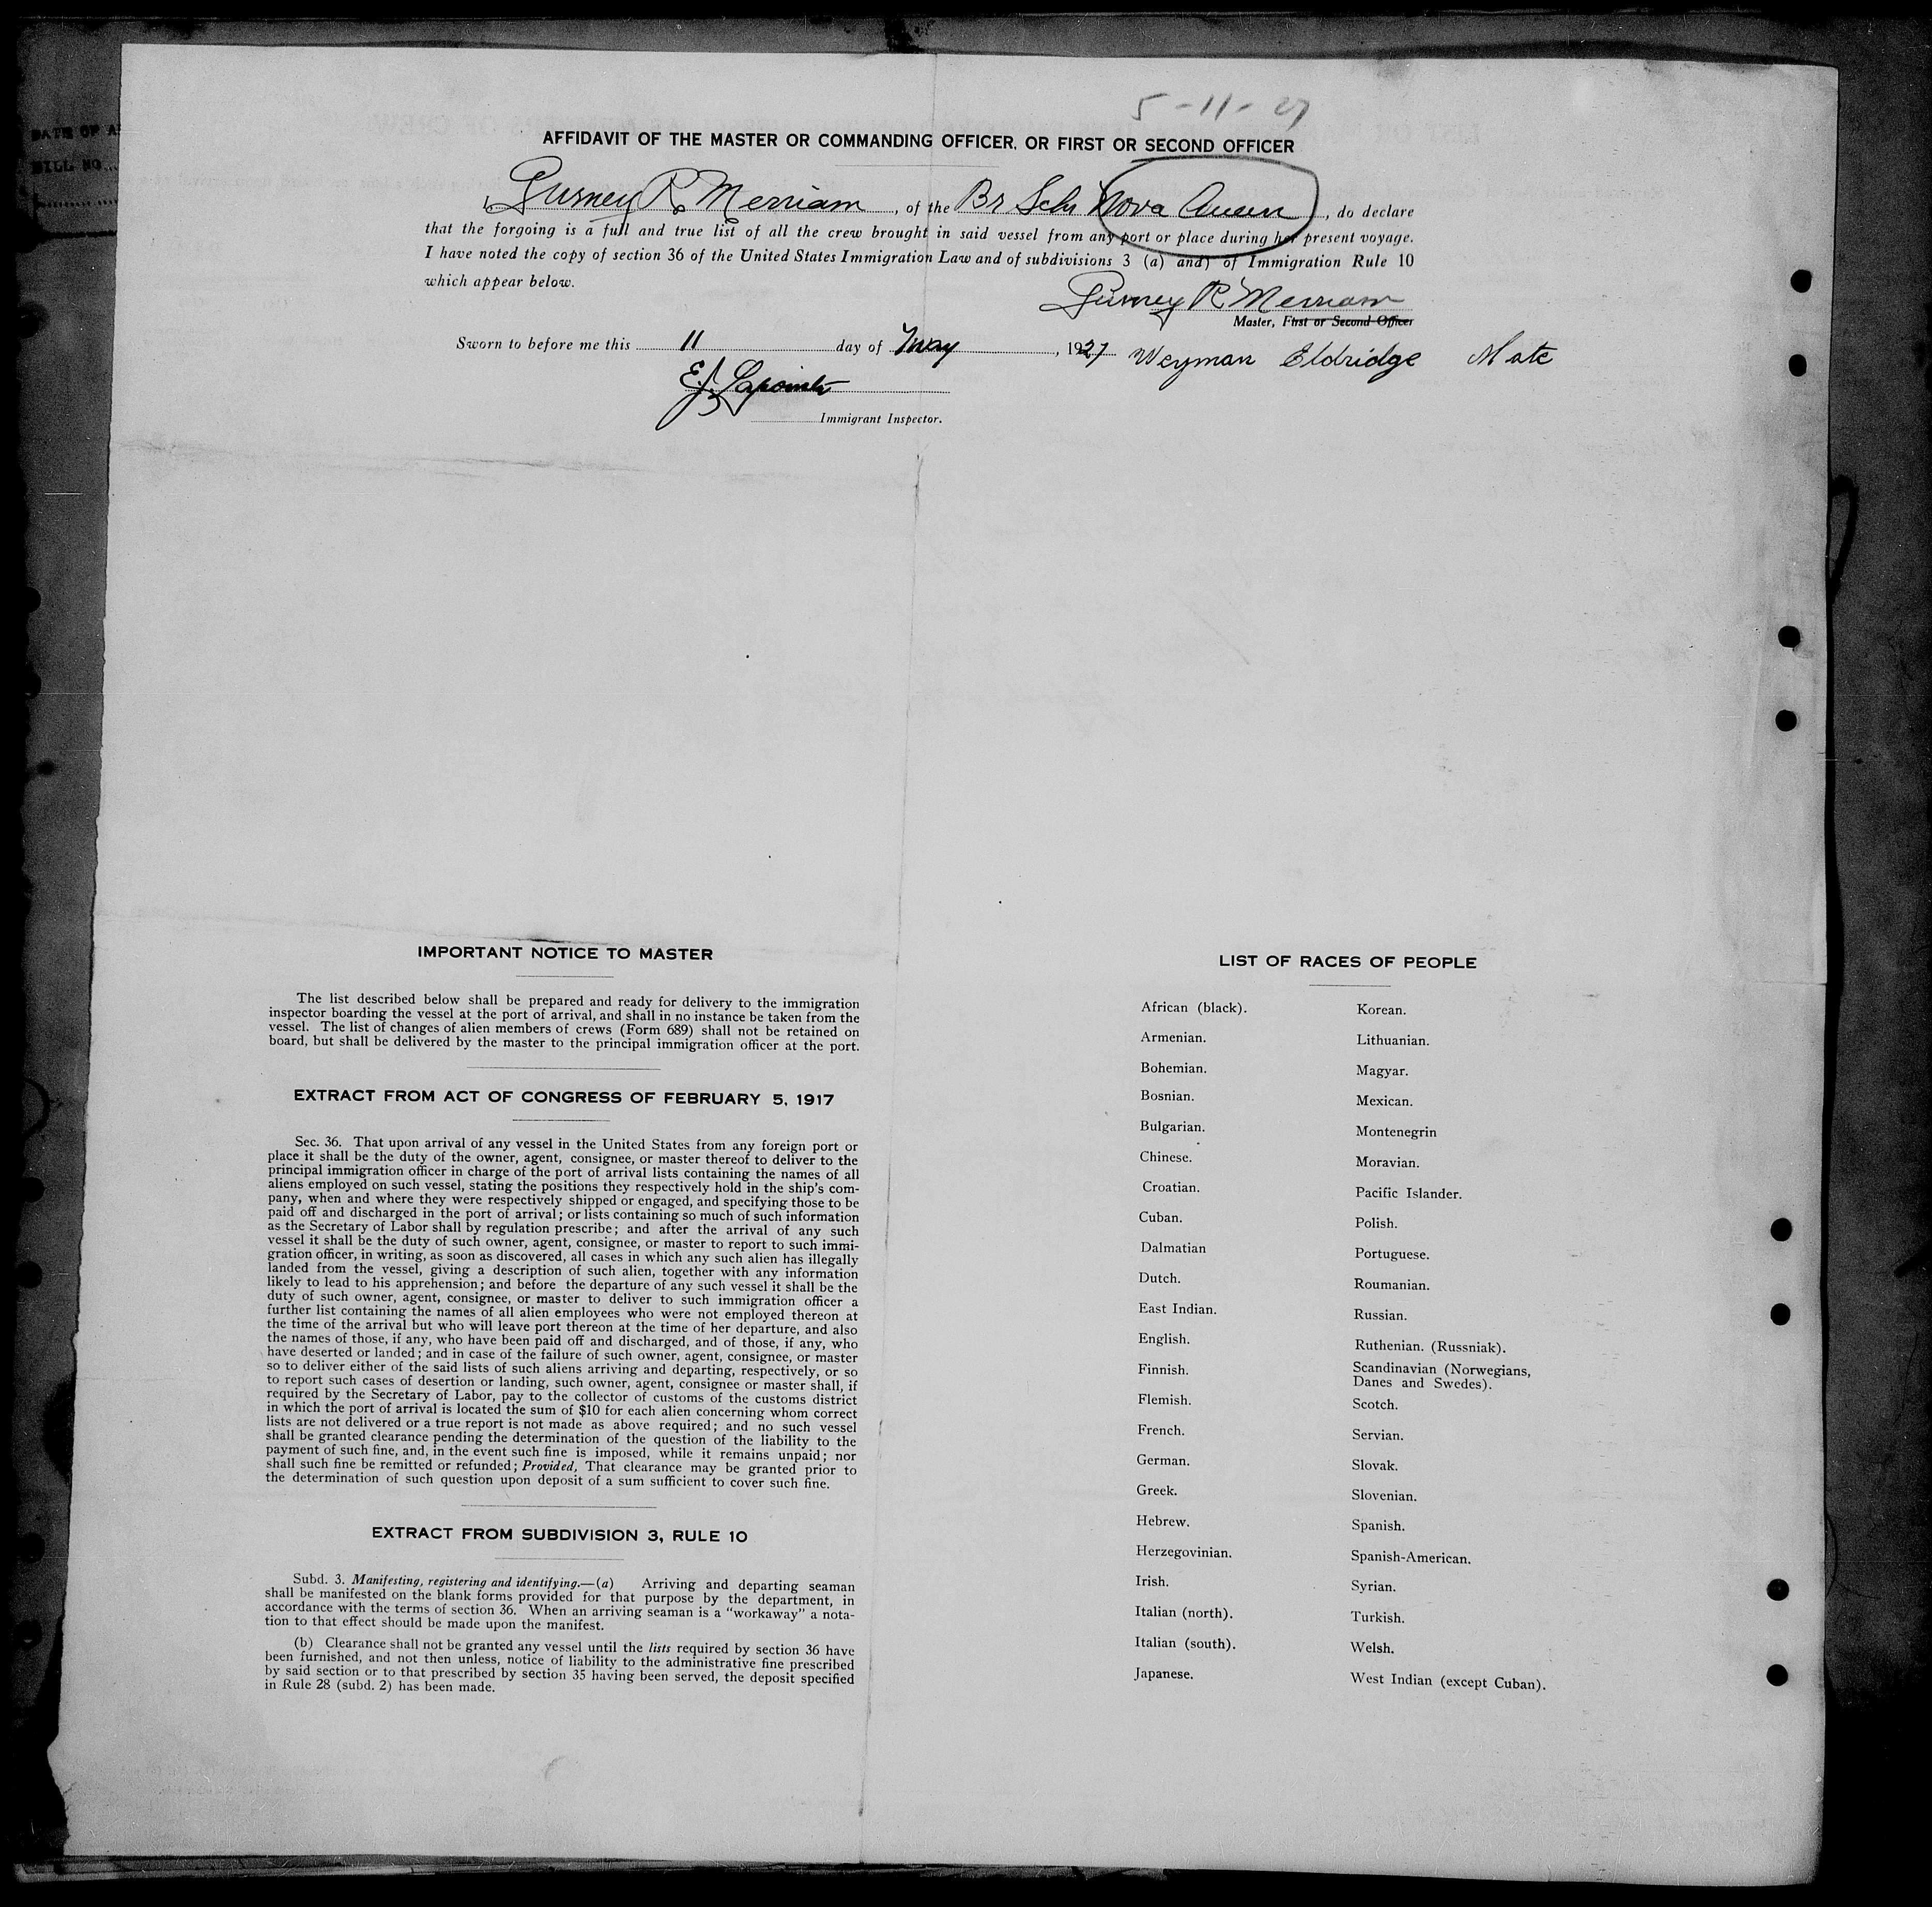 DATE OF A
BILL NO...
5-11-27
AFFIDAVIT OF THE MASTER OR COMMANDING OFFICER, OR FIRST OR SECOND OFFICER
I, Gurney R Merriam, of the Br Schr Nova Queen, do declare
that the forgoing is a full and true list of all the crew brought in said vessel from any port or place during her present voyage.
I have noted the copy of section 36 of the United States Immigration Law and of subdivisions 3 (a) and) of Immigration Rule 10
which appear below.
Gurney R Merriam
Master, First or Second Officer
Sworn to before me this 11 day of May, 1927
Weyman Eldridge Mate
E.J. Lapointe
Immigrant Inspector.
IMPORTANT NOTICE TO MASTER
The list described below shall be prepared and ready for delivery to the immigration
inspector boarding the vessel at the port of arrival, and shall in no instance be taken from the
vessel. The list of changes of alien members of crews (Form 689) shall not be retained on
board, but shall be delivered by the master to the principal immigration officer at the port.
EXTRACT FROM ACT OF CONGRESS OF FEBRUARY 5, 1917
Sec. 36. That upon arrival of any vessel in the United States from any foreign port or
place it shall be the duty of the owner, agent, consignee, or master thereof to deliver to the
principal immigration officer in charge of the port of arrival lists containing the names of all
aliens employed on such vessel, stating the positions they respectively hold in the ship's com-
pany, when and where they were respectively shipped or engaged, and specifying those to be
paid off and discharged in the port of arrival; or lists containing so much of such information
as the Secretary of Labor shall by regulation prescribe; and after the arrival of any such
vessel it shall be the duty of such owner, agent, consignee, or master to report to such immi-
gration officer, in writing, as soon as discovered, all cases in which any such alien has illegally
landed from the vessel, giving a description of such alien, together with any information
likely to lead to his apprehension; and before the departure of any such vessel it shall be the
duty of such owner, agent, consignee, or master to deliver to such immigration officer a
further list containing the names of all alien employees who were not employed thereon at
the time of the arrival but who will leave port thereon at the time of her departure, and also
the names of those, if any, who have been paid off and discharged, and of those, if any, who
have deserted or landed; and in case of the failure of such owner, agent, consignee, or master
so to deliver either of the said lists of such aliens arriving and departing, respectively, or so
to report such cases of desertion or landing, such owner, agent, consignee or master shall, if
required by the Secretary of Labor, pay to the collector of customs of the customs district
in which the port of arrival is located the sum of $10 for each alien concerning whom correct
lists are not delivered or a true report is not made as above required; and no such vessel
shall be granted clearance pending the determination of the question of the liability to the
payment of such fine, and, in the event such fine is imposed, while it remains unpaid; nor
shall such fine be remitted or refunded; Provided, That clearance may be granted prior to
the determination of such question upon deposit of a sum sufficient to cover such fine.
EXTRACT FROM SUBDIVISION 3, RULE 10
Subd. 3. Manifesting, registering and identifying.—(a) Arriving and departing seaman
shall be manifested on the blank forms provided for that purpose by the department, in
accordance with the terms of section 36. When an arriving seaman is a "workaway" a nota-
tion to that effect should be made upon the manifest.
(b) Clearance shall not be granted any vessel until the lists required by section 36 have
been furnished, and not then unless, notice of liability to the administrative fine prescribed
by said section or to that prescribed by section 35 having been served, the deposit specified
in Rule 28 (subd. 2) has been made.
LIST OF RACES OF PEOPLE
African (black).
Armenian.
Bohemian.
Bosnian.
Bulgarian.
Chinese.
Croatian.
Cuban.
Dalmatian
Dutch.
East Indian.
English.
Finnish.
Flemish.
French.
German.
Greek.
Hebrew.
Herzegovinian.
Irish.
Italian (north).
Italian (south).
Japanese.
Korean.
Lithuanian.
Magyar.
Mexican.
Montenegrin
Moravian.
Pacific Islander.
Polish.
Portuguese.
Roumanian.
Russian.
Ruthenian. (Russniak).
Scandinavian (Norwegians,
Danes and Swedes).
Scotch.
Servian.
Slovak.
Slovenian.
Spanish.
Spanish-American.
Syrian.
Turkish.
Welsh.
West Indian (except Cuban).